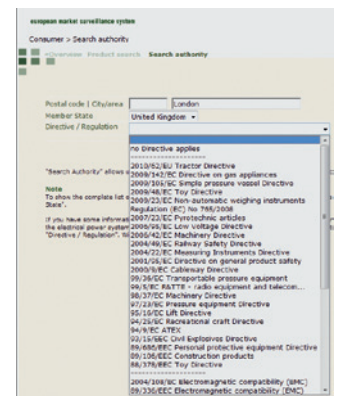 european market surveillance system
Consumer > Search authority
Overview Product search Search authority
Postal code | City/area London
Member State United Kingdom
Directive / Regulation
no Directive applies
--------------------
2010/62/EU Tractor Directive
2009/142/EC Directive on gas appliances
2009/105/EC Simple pressure vessel Directive
2009/48/EC Toy Directive
2009/23/EC Non-automatic weighing instruments
Regulation (EC) No 765/2008
2007/23/EC Pyrotechnic articles
2006/95/EC Low Voltage Directive
2006/42/EC Machinery Directive
2004/49/EC Railway Safety Directive
2004/22/EC Measuring Instruments Directive
2001/95/EC Directive on general product safety
2000/9/EC Cableway Directive
99/36/EC Transportable pressure equipment
99/5/EC R&TTE - radio equipment and telecom...
98/37/EC Machinery Directive
97/23/EC Pressure equipment Directive
95/16/EC Lift Directive
94/25/EC Recreational craft Directive
94/9/EC ATEX
93/15/EEC Civil Explosives Directive
89/686/EEC Personal protective equipment Directive
89/106/EEC Construction products
88/378/EEC Toy Directive
--------------------
2004/108/EC Electromagnetic compatibility (EMC)
89/336/EEC Electromagnetic compatibility (EMC)
"Search Authority" allows
Note
To show the complete list
State".
If you have some
the electrical power system
"Directive / Regulation".